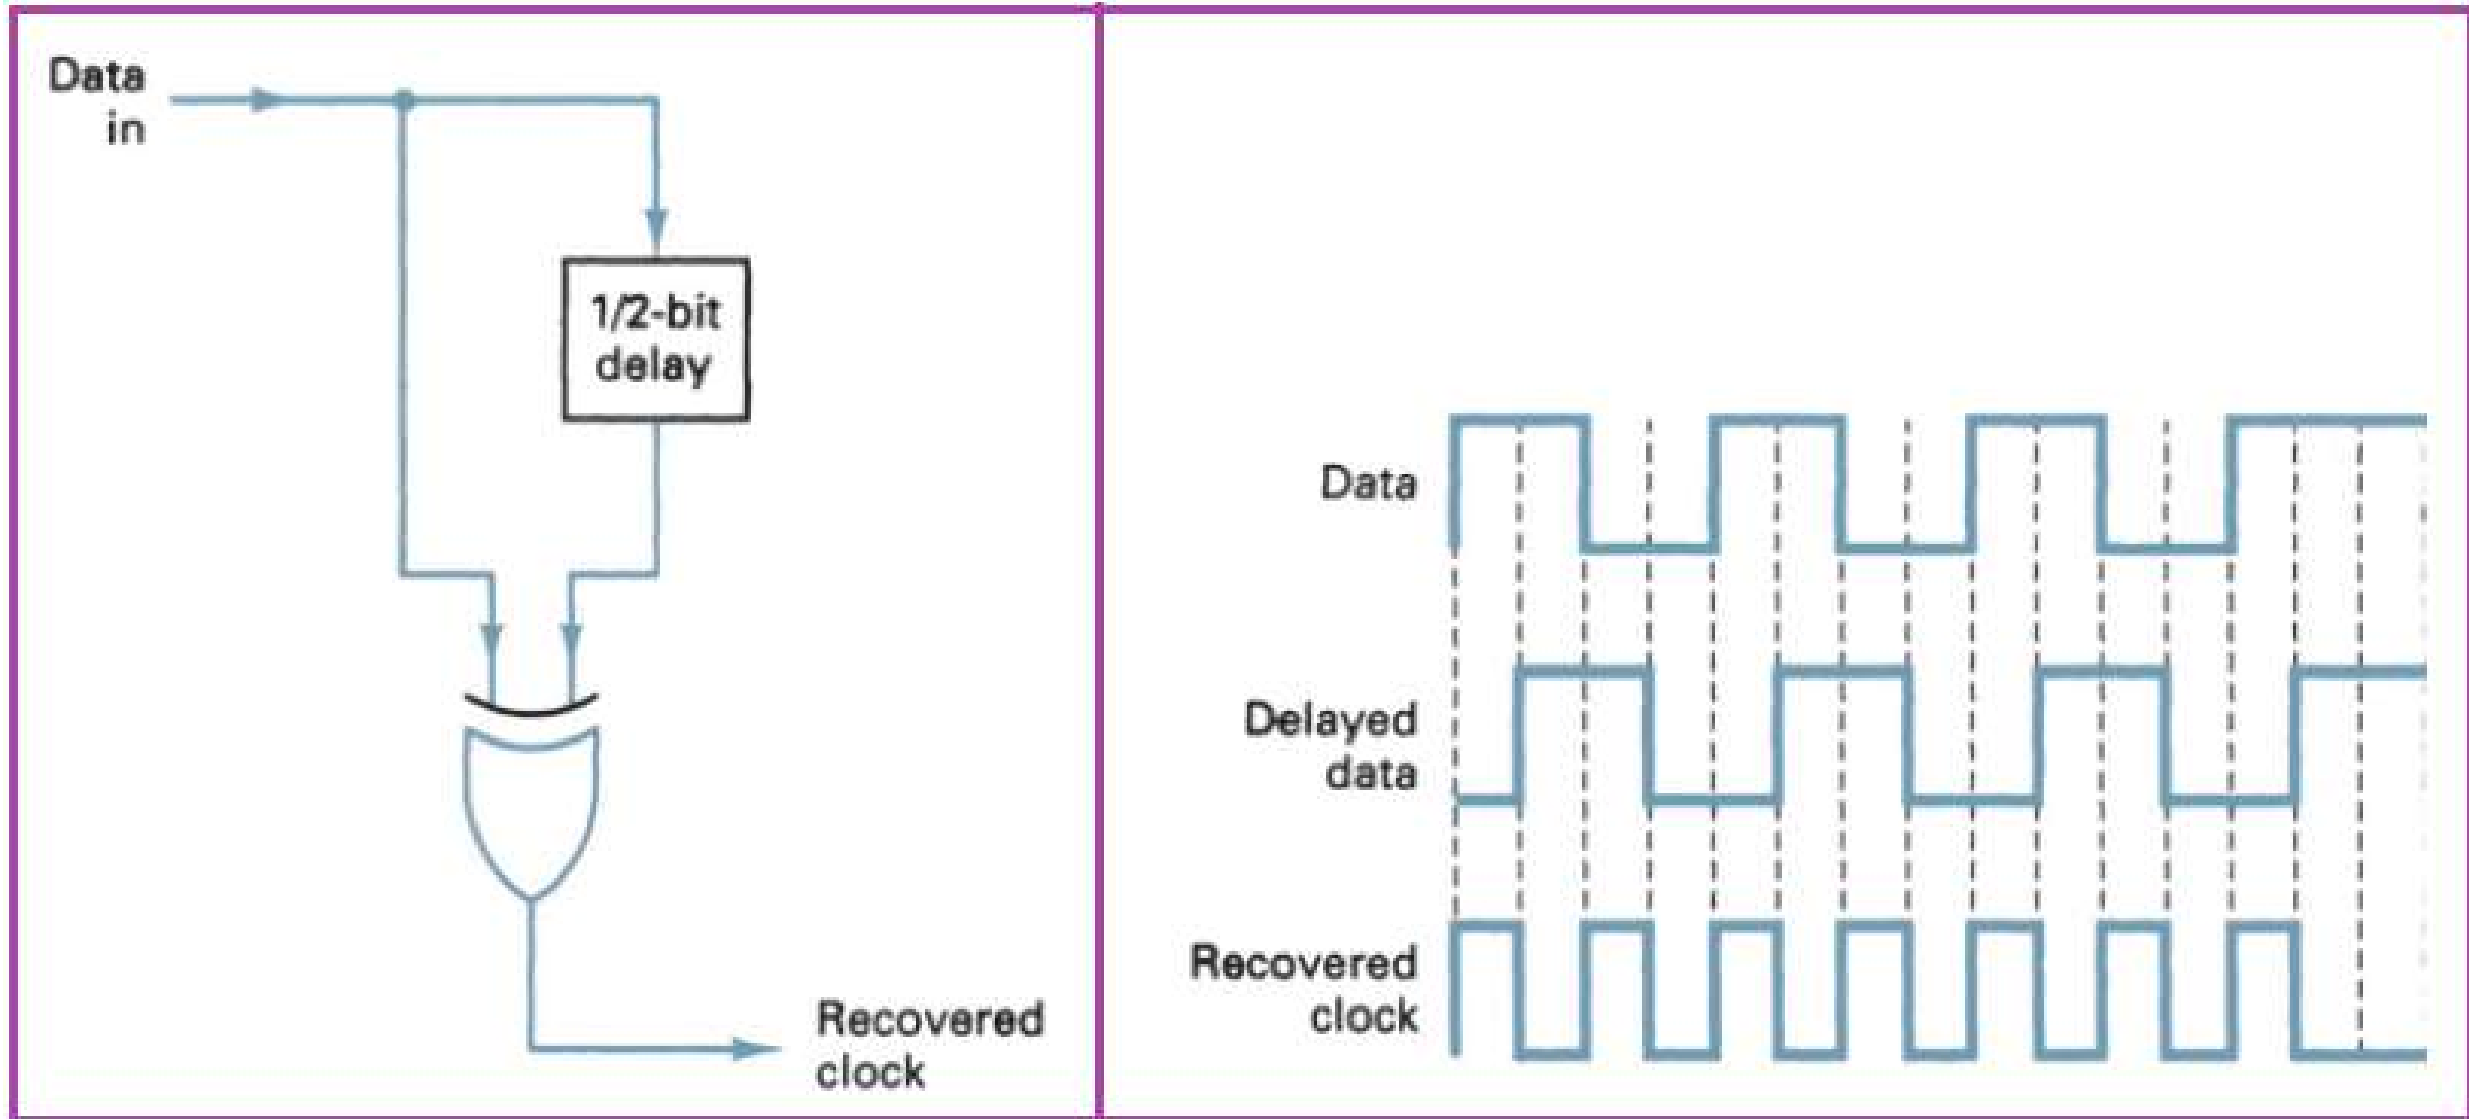 Data
in
1/2-bit
delay
Recovered
clock
Data
Delayed
data
Recovered
clock